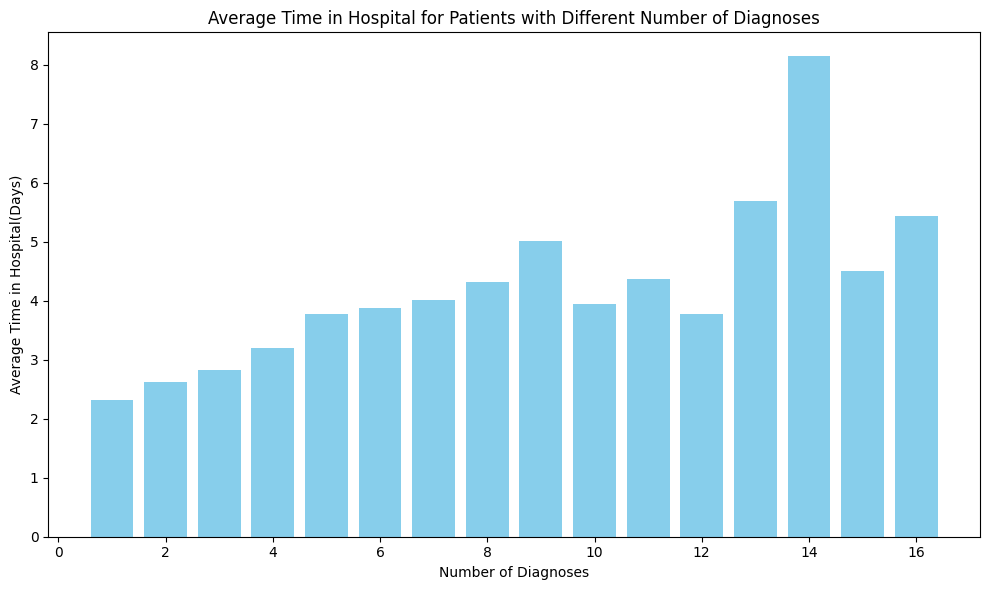 Average Time in Hospital for Patients with Different Number of Diagnoses
Average Time in Hospital(Days)
8
7
6
5
4
3
2
1
0
0 2 4 6 8 10 12 14 16
Number of Diagnoses